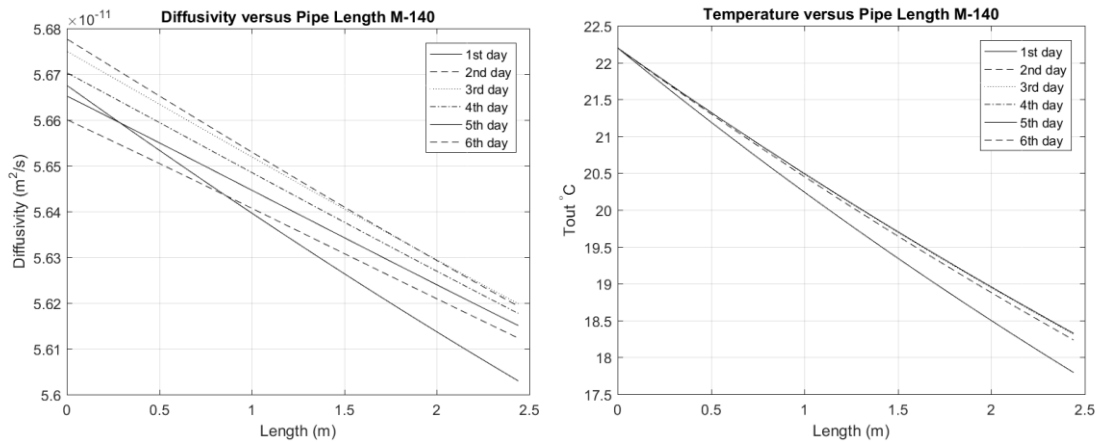 Diffusivity versus Pipe Length M-140
×10⁻¹¹
5.68
5.67
5.66
5.65
5.64
5.63
5.62
5.61
5.6
Diffusivity (m²/s)
0 0.5 1 1.5 2 2.5
Length (m)
1st day
2nd day
3rd day
4th day
5th day
6th day
Temperature versus Pipe Length M-140
22.5
22
21.5
21
20.5
20
19.5
19
18.5
18
17.5
Tout °C
0 0.5 1 1.5 2 2.5
Length (m)
1st day
2nd day
3rd day
4th day
5th day
6th day